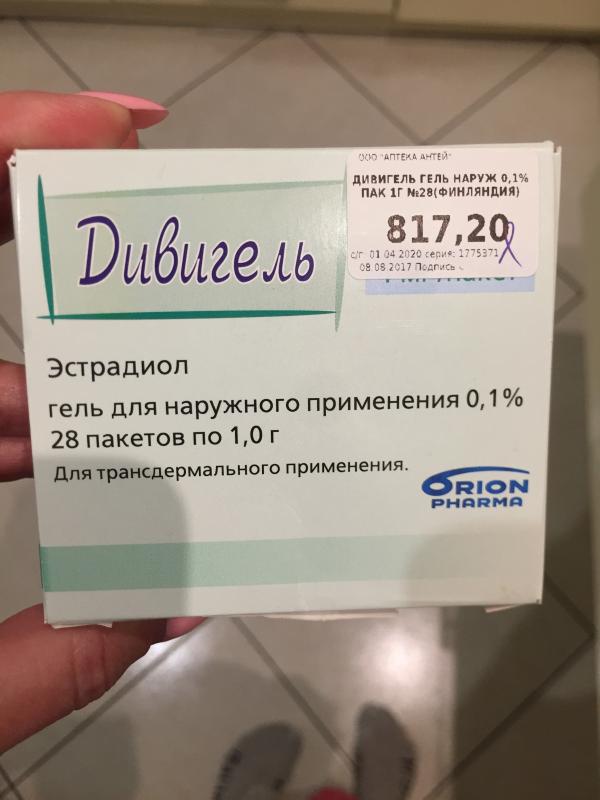 ООО "АПТЕКА АНТЕЙ"
ДИВИГЕЛЬ ГЕЛЬ НАРУЖ 0,1%
ПАК 1Г №28(ФИНЛЯНДИЯ)
817,20
с/г: 01.04.2020 серия: 1775371
08.08.2017 Подпись
Дивигель
Эстрадиол
гель для наружного применения 0,1%
28 пакетов по 1,0 г
Для трансдермального применения.
ORION
PHARMA